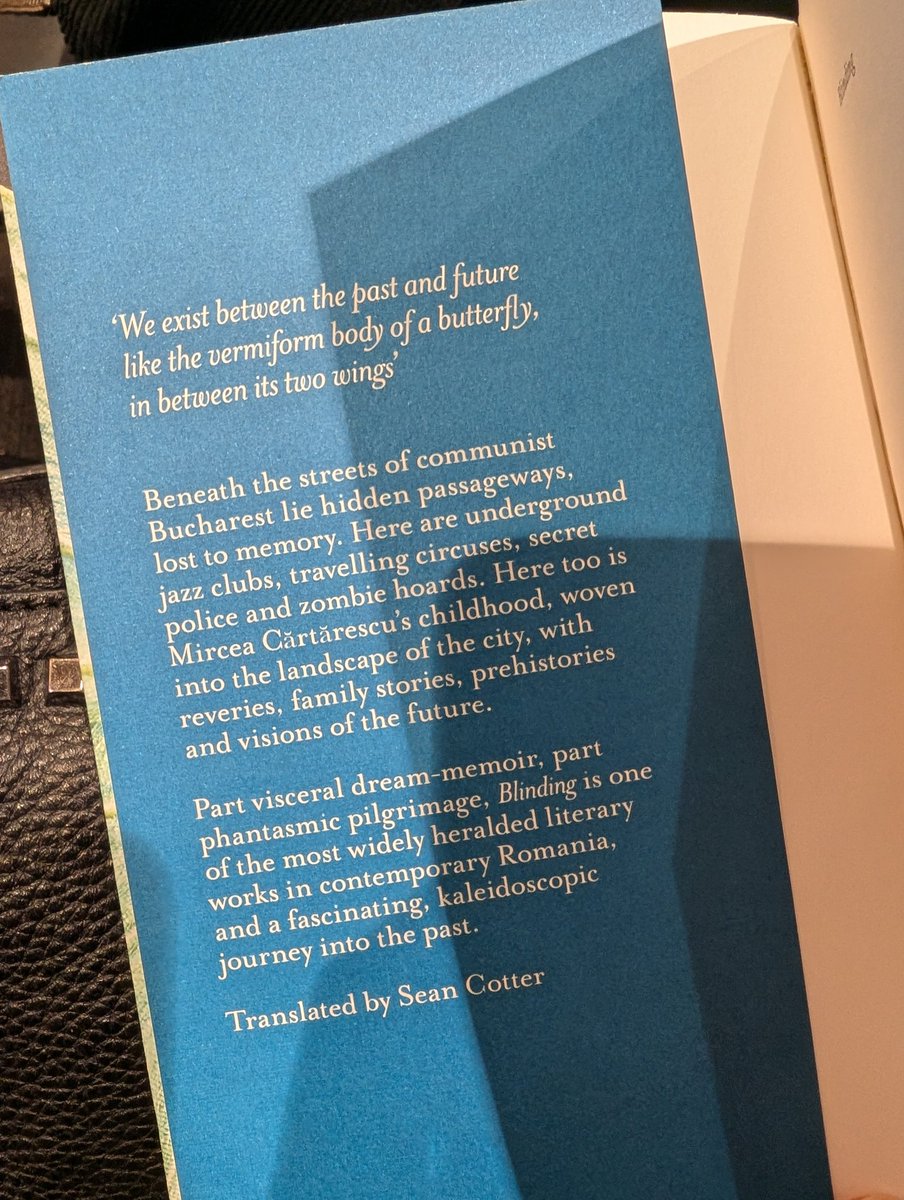 ‘We exist between the past and future
like the vermiform body of a butterfly,
in between its two wings’
Beneath the streets of communist
Bucharest lie hidden passageways,
lost to memory. Here are underground
jazz clubs, travelling circuses, secret
police and zombie hoards. Here too is
Mircea Cărtărescu’s childhood, woven
into the landscape of the city, with
reveries, family stories, prehistories
and visions of the future.
Part visceral dream-memoir, part
phantasmic pilgrimage, Blinding is one
of the most widely heralded literary
works in contemporary Romania,
and a fascinating, kaleidoscopic
journey into the past.
Translated by Sean Cotter
Blinding